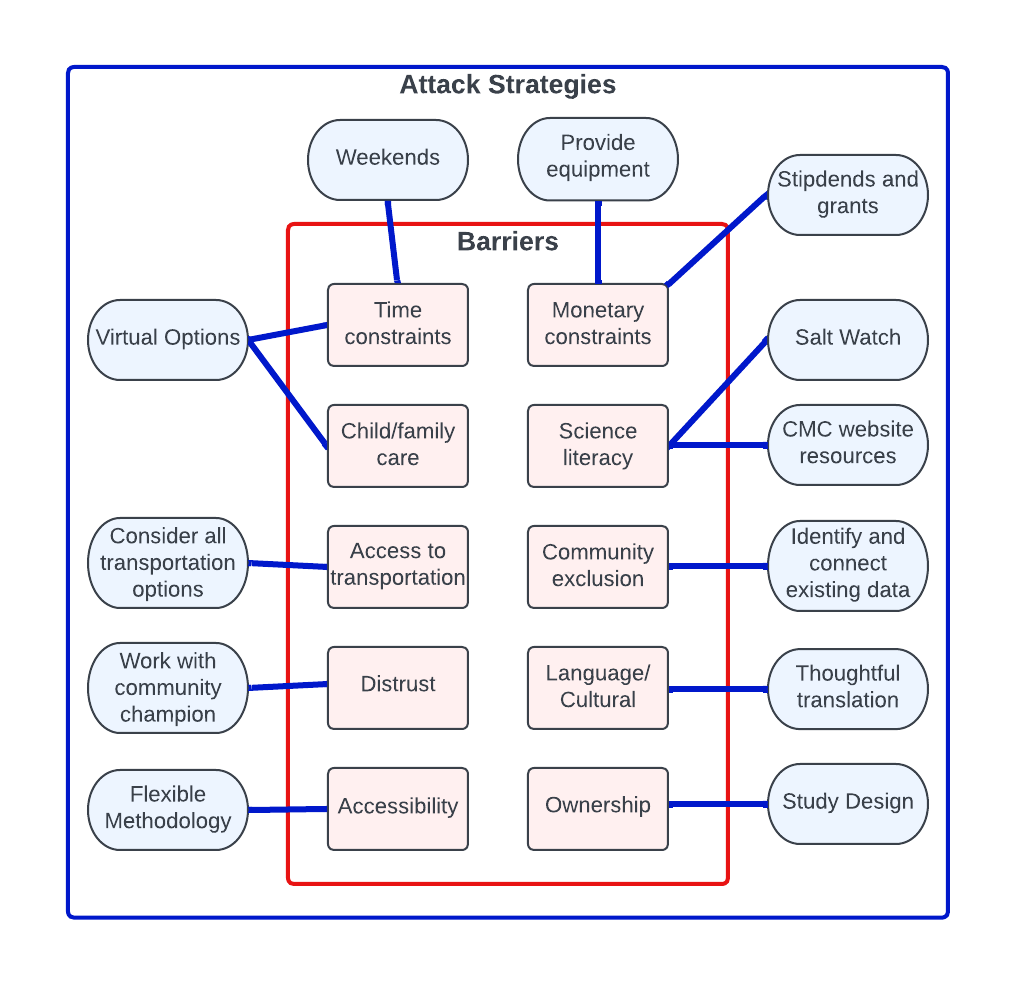 Attack Strategies
Weekends
Provide
equipment
Stipdends and
grants
Barriers
Virtual Options
Time
constraints
Monetary
constraints
Salt Watch
Child/family
care
Science
literacy
CMC website
resources
Consider all
transportation
options
Access to
transportation
Community
exclusion
Identify and
connect
existing data
Work with
community
champion
Distrust
Language/
Cultural
Thoughtful
translation
Flexible
Methodology
Accessibility
Ownership
Study Design